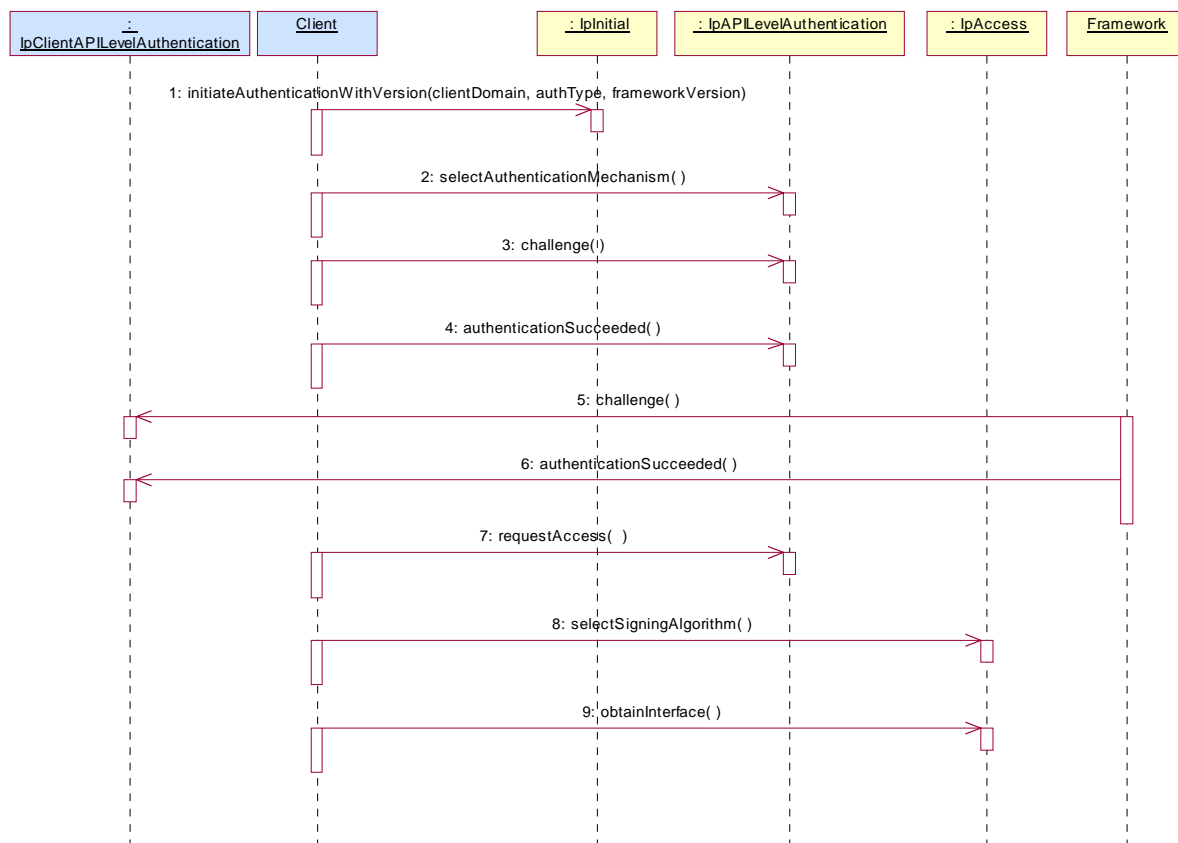 :
IpClientAPILevelAuthentication
Client
: IpInitial
: IpAPILevelAuthentication
: IpAccess
Framework
1: initiateAuthenticationWithVersion(clientDomain, authType, frameworkVersion)
2: selectAuthenticationMechanism( )
3: challenge( )
4: authenticationSucceeded( )
5: challenge( )
6: authenticationSucceeded( )
7: requestAccess(  )
8: selectSigningAlgorithm( )
9: obtainInterface( )